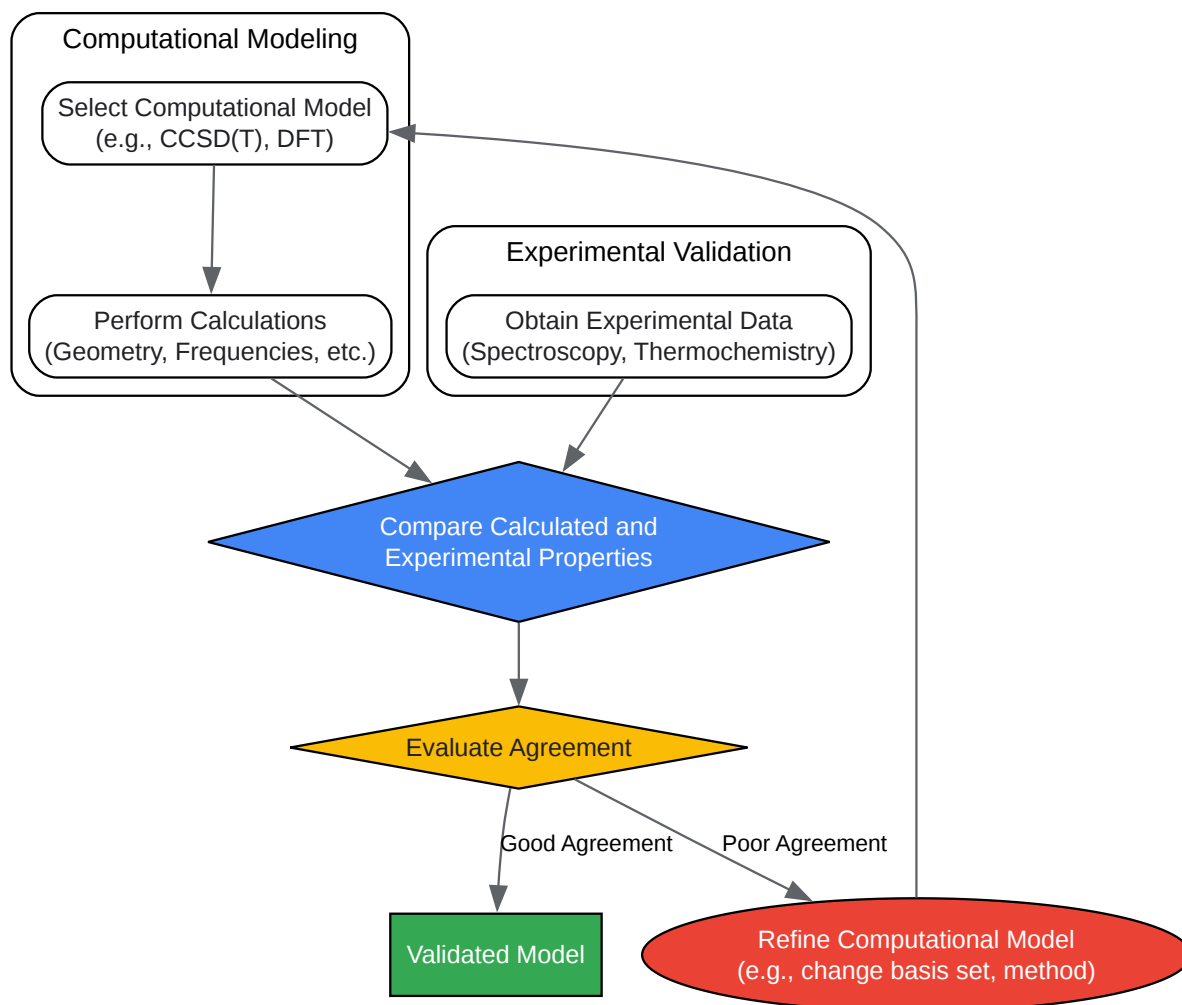 Computational Modeling
Select Computational Model
(e.g., CCSD(T), DFT)
Experimental Validation
Perform Calculations
(Geometry, Frequencies, etc.)
Obtain Experimental Data
(Spectroscopy, Thermochemistry)
Compare Calculated and
Experimental Properties
Evaluate Agreement
Good Agreement
Poor Agreement
Validated Model
Refine Computational Model
(e.g., change basis set, method)